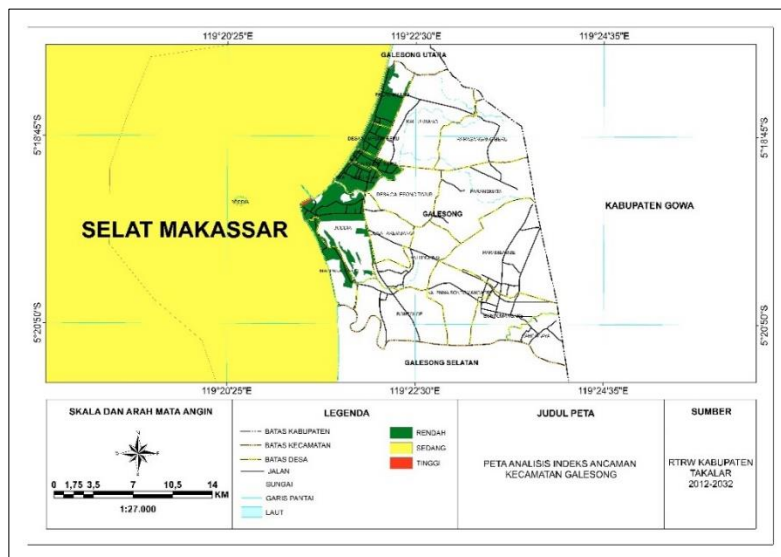 119°20'25"E 119°22'30"E 119°24'35"E
GALESONG UTARA
5°18'45"S
5°18'45"S
KABUPATEN GOWA
GALESONG
SELAT MAKASSAR
5°20'50"S
5°20'50"S
GALESONG SELATAN
119°20'25"E 119°22'30"E 119°24'35"E
SKALA DAN ARAH MATA ANGIN
0 1,75 3,5 7 10,5 14
KM
1:27.000
LEGENDA
BATAS KABUPATEN
BATAS KECAMATAN
BATAS DESA
JALAN
SUNGAI
GARIS PANTAI
LAUT
RENDAH
SEDANG
TINGGI
JUDUL PETA
PETA ANALISIS INDEKS ANCAMAN
KECAMATAN GALESONG
SUMBER
RTRW KABUPATEN
TAKALAR
2012-2032